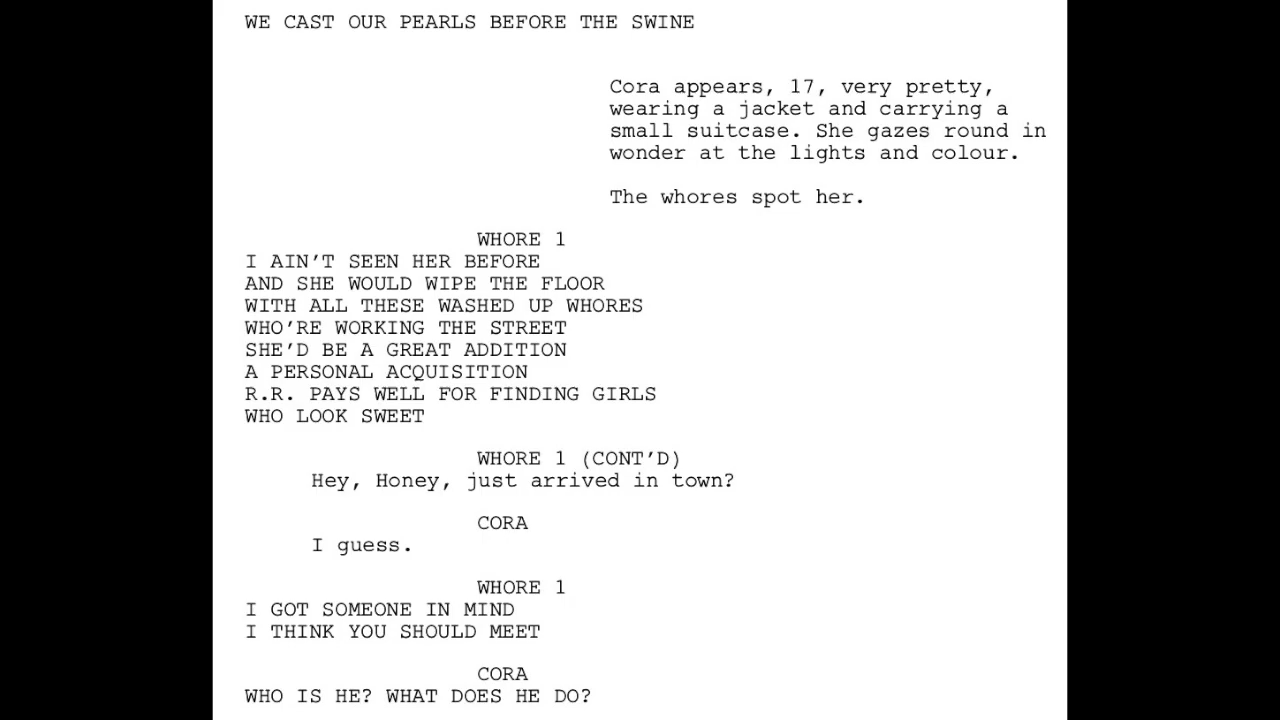 WE CAST OUR PEARLS BEFORE THE SWINE
Cora appears, 17, very pretty,
wearing a jacket and carrying a
small suitcase. She gazes round in
wonder at the lights and colour.
The whores spot her.
WHORE 1
I AIN'T SEEN HER BEFORE
AND SHE WOULD WIPE THE FLOOR
WITH ALL THESE WASHED UP WHORES
WHO'RE WORKING THE STREET
SHE'D BE A GREAT ADDITION
A PERSONAL ACQUISITION
R.R. PAYS WELL FOR FINDING GIRLS
WHO LOOK SWEET
WHORE 1 (CONT'D)
Hey, Honey, just arrived in town?
CORA
I guess.
WHORE 1
I GOT SOMEONE IN MIND
I THINK YOU SHOULD MEET
CORA
WHO IS HE? WHAT DOES HE DO?